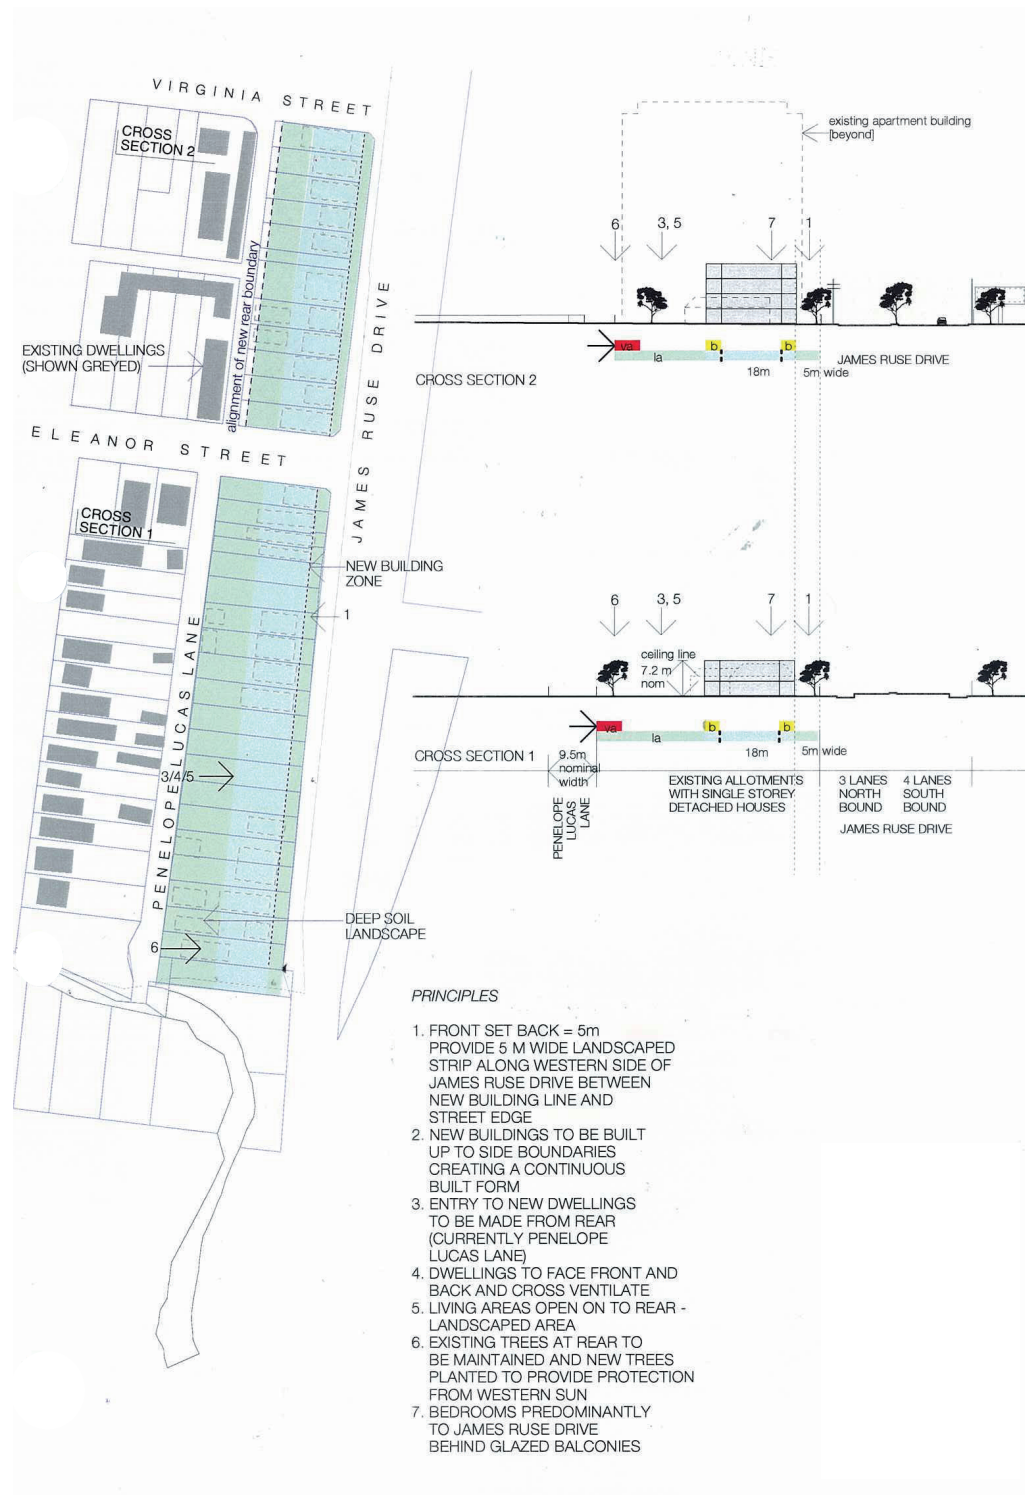 VIRGINIA STREET
CROSS
SECTION 2
alignment of new rear boundary
EXISTING DWELLINGS
(SHOWN GREYED)
JAMES RUSE DRIVE
ELEANOR STREET
CROSS
SECTION 1
NEW BUILDING
ZONE
1
PENELOPE LUCAS LANE
3/4/5
DEEP SOIL
LANDSCAPE
6
existing apartment building
[beyond]
6
3, 5
7
1
va
b
b
la
18m
5m wide
JAMES RUSE DRIVE
CROSS SECTION 2
6
3, 5
7
1
ceiling line
7.2 m
nom
va
b
b
la
18m
5m wide
CROSS SECTION 1
9.5m
nominal
width
PENELOPE
LUCAS
LANE
EXISTING ALLOTMENTS
WITH SINGLE STOREY
DETACHED HOUSES
3 LANES
NORTH
BOUND
4 LANES
SOUTH
BOUND
JAMES RUSE DRIVE
PRINCIPLES
1. FRONT SET BACK = 5m
PROVIDE 5 M WIDE LANDSCAPED
STRIP ALONG WESTERN SIDE OF
JAMES RUSE DRIVE BETWEEN
NEW BUILDING LINE AND
STREET EDGE
2. NEW BUILDINGS TO BE BUILT
UP TO SIDE BOUNDARIES
CREATING A CONTINUOUS
BUILT FORM
3. ENTRY TO NEW DWELLINGS
TO BE MADE FROM REAR
(CURRENTLY PENELOPE
LUCAS LANE)
4. DWELLINGS TO FACE FRONT AND
BACK AND CROSS VENTILATE
5. LIVING AREAS OPEN ON TO REAR -
LANDSCAPED AREA
6. EXISTING TREES AT REAR TO
BE MAINTAINED AND NEW TREES
PLANTED TO PROVIDE PROTECTION
FROM WESTERN SUN
7. BEDROOMS PREDOMINANTLY
TO JAMES RUSE DRIVE
BEHIND GLAZED BALCONIES